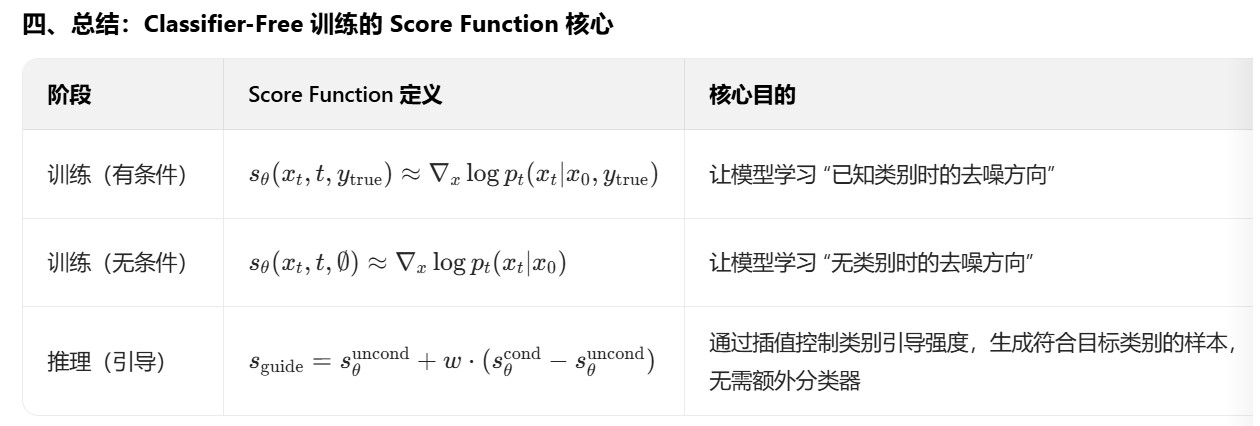 四、总结：Classifier-Free 训练的 Score Function 核心
阶段 Score Function 定义 核心目的
训练（有条件） $s_\theta(x_t, t, y_{\text{true}}) \approx \nabla_x \log p_t(x_t|x_0, y_{\text{true}})$ 让模型学习 “已知类别时的去噪方向”
训练（无条件） $s_\theta(x_t, t, \emptyset) \approx \nabla_x \log p_t(x_t|x_0)$ 让模型学习 “无类别时的去噪方向”
推理（引导） $s_{\text{guide}} = s_\theta^{\text{uncond}} + w \cdot (s_\theta^{\text{cond}} - s_\theta^{\text{uncond}})$ 通过插值控制类别引导强度，生成符合目标类别的样本，
无需额外分类器